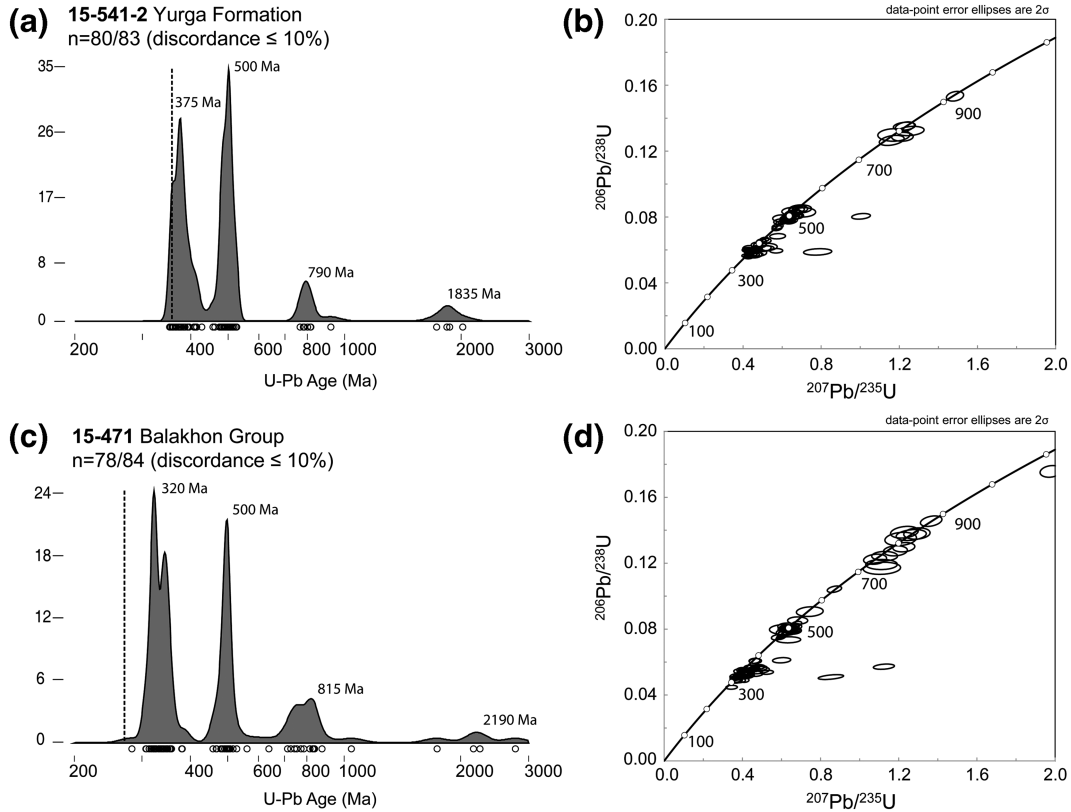 (a)
15-541-2 Yurga Formation
n=80/83 (discordance ≤ 10%)
35
26
17
8
0
375 Ma
500 Ma
790 Ma
1835 Ma
200
400
600
800
1000
2000
3000
U-Pb Age (Ma)
(b)
data-point error ellipses are 2σ
0.20
0.16
0.12
0.08
0.04
0.00
206Pb/238U
900
700
500
300
100
0.0
0.4
0.8
1.2
1.6
2.0
207Pb/235U
(c)
15-471 Balakhon Group
n=78/84 (discordance ≤ 10%)
24
18
12
6
0
320 Ma
500 Ma
815 Ma
2190 Ma
200
400
600
800
1000
2000
3000
U-Pb Age (Ma)
(d)
data-point error ellipses are 2σ
0.20
0.16
0.12
0.08
0.04
0.00
206Pb/238U
900
700
500
300
100
0.0
0.4
0.8
1.2
1.6
2.0
207Pb/235U